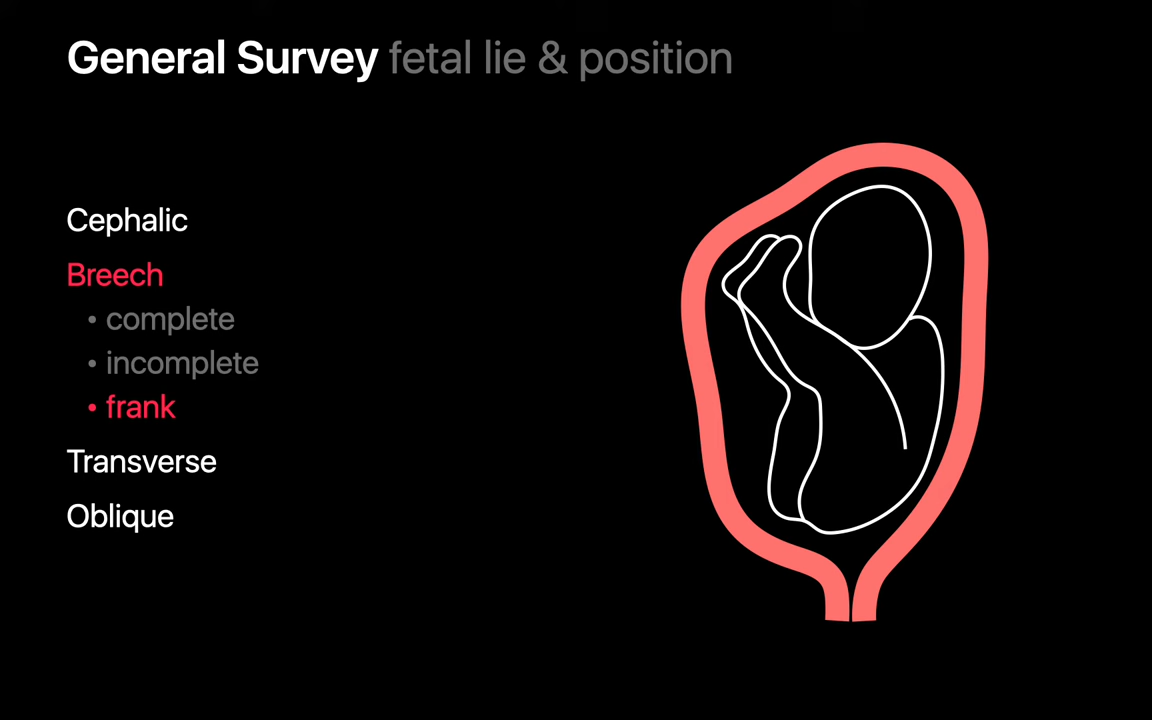 General Survey fetal lie & position
Cephalic
Breech
• complete
• incomplete
• frank
Transverse
Oblique